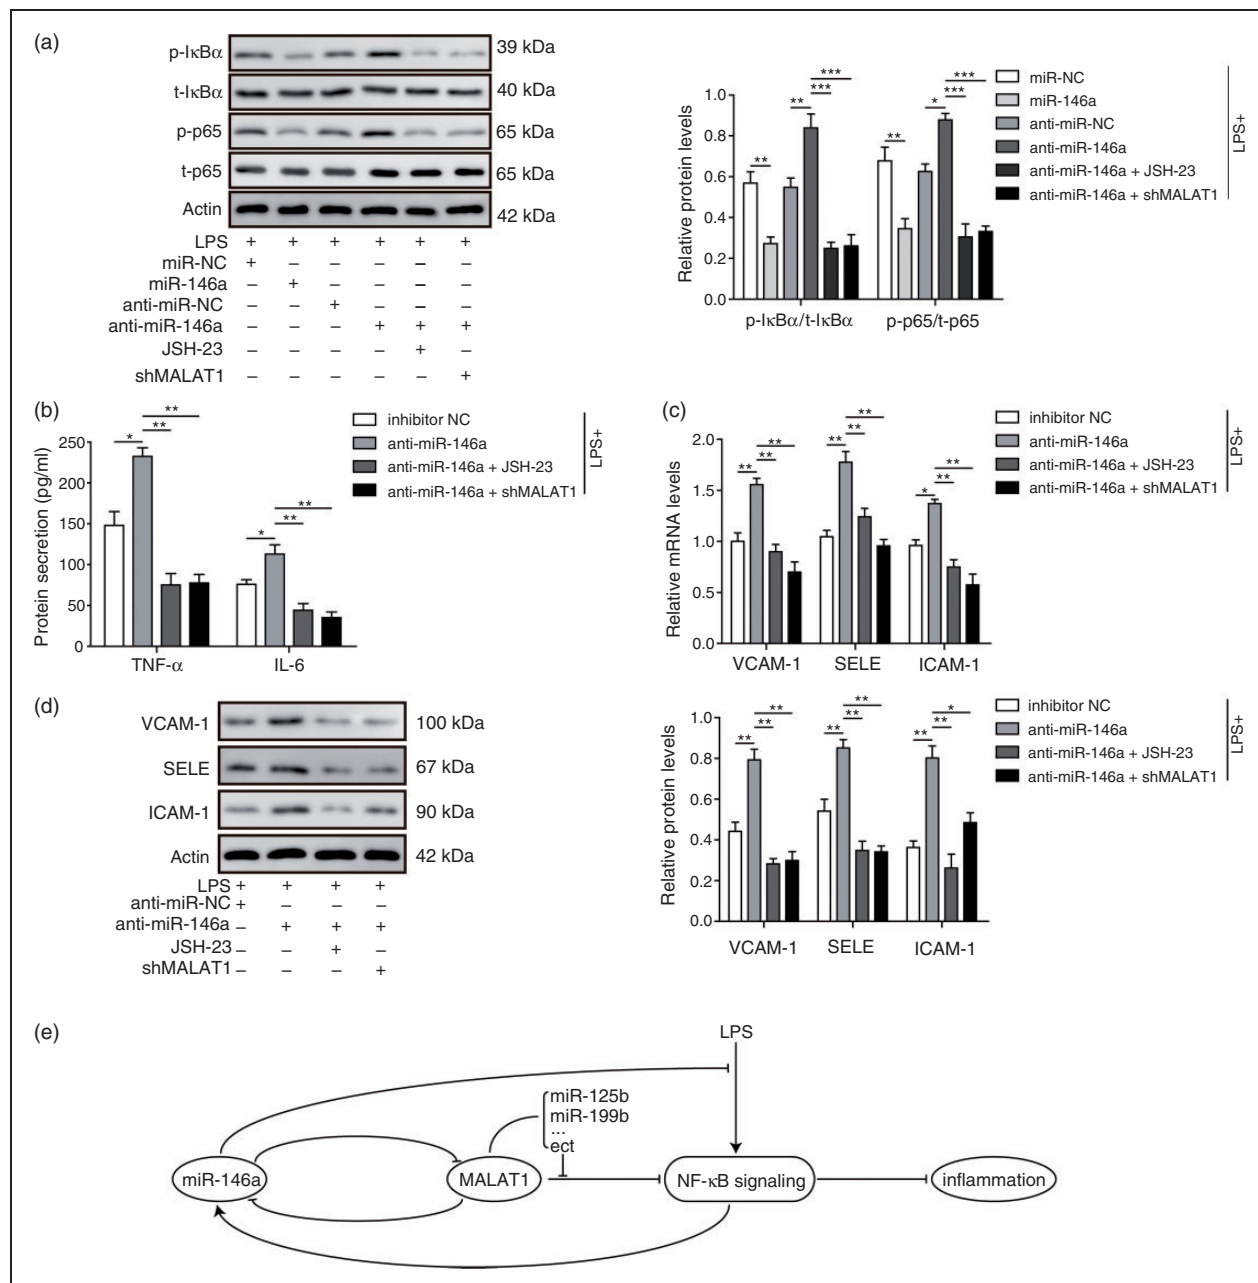 (a)
p-IκBα 39 kDa
t-IκBα 40 kDa
p-p65 65 kDa
t-p65 65 kDa
Actin 42 kDa
LPS + + + + + +
miR-NC + – – – – –
miR-146a – + – – – –
anti-miR-NC – – + – – –
anti-miR-146a – – – + + +
JSH-23 – – – – + –
shMALAT1 – – – – – +
Relative protein levels
1.0
0.8
0.6
0.4
0.2
0.0
** ** *** *** ** * *** ***
p-IκBα/t-IκBα p-p65/t-p65
miR-NC
miR-146a
anti-miR-NC
anti-miR-146a
anti-miR-146a + JSH-23
anti-miR-146a + shMALAT1
LPS+
(b)
Protein secretion (pg/ml)
250
200
150
100
50
0
* ** ** * ** **
TNF-α IL-6
inhibitor NC
anti-miR-146a
anti-miR-146a + JSH-23
anti-miR-146a + shMALAT1
LPS+
(c)
Relative mRNA levels
2.0
1.5
1.0
0.5
0.0
** ** ** ** ** ** * ** **
VCAM-1 SELE ICAM-1
inhibitor NC
anti-miR-146a
anti-miR-146a + JSH-23
anti-miR-146a + shMALAT1
LPS+
(d)
VCAM-1 100 kDa
SELE 67 kDa
ICAM-1 90 kDa
Actin 42 kDa
LPS + + + +
anti-miR-NC + – – –
anti-miR-146a – + + +
JSH-23 – – + –
shMALAT1 – – – +
Relative protein levels
1.0
0.8
0.6
0.4
0.2
0.0
** ** ** ** ** ** ** ** *
VCAM-1 SELE ICAM-1
inhibitor NC
anti-miR-146a
anti-miR-146a + JSH-23
anti-miR-146a + shMALAT1
LPS+
(e)
LPS
miR-125b
miR-199b
...
ect
miR-146a MALAT1 NF-κB signaling inflammation